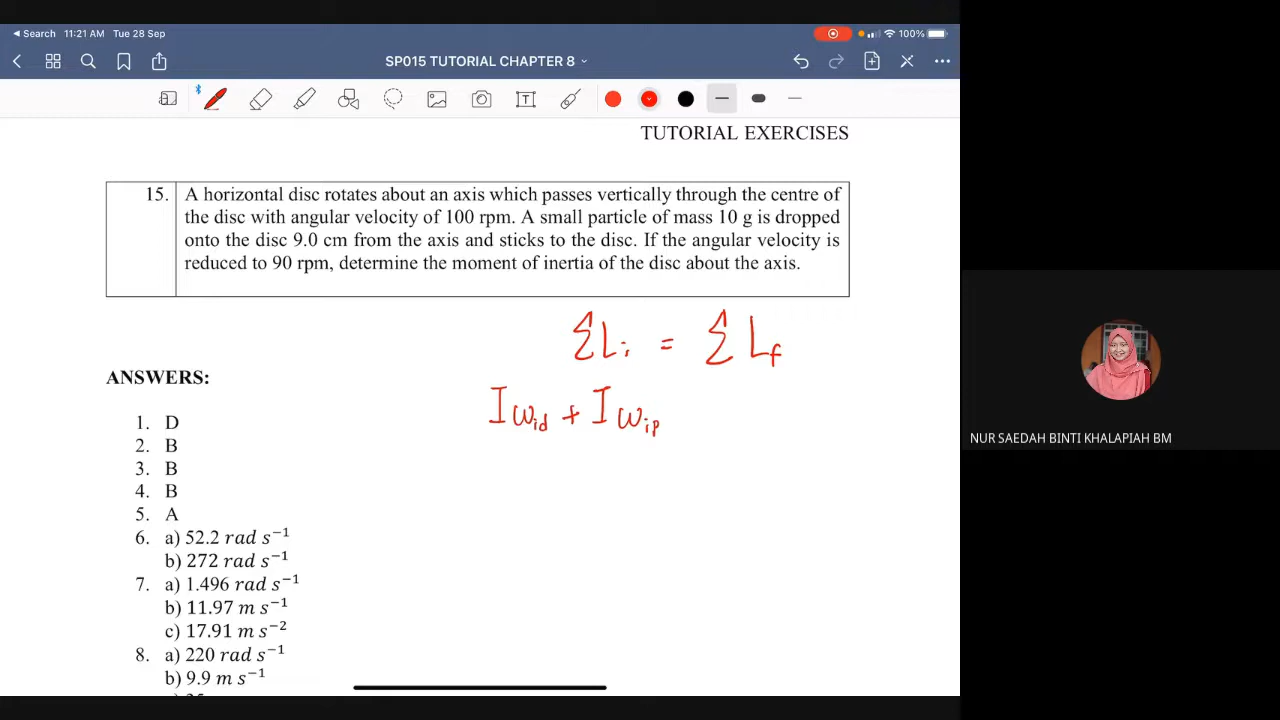 Search 11:21 AM Tue 28 Sep 100%
SP015 TUTORIAL CHAPTER 8
TUTORIAL EXERCISES
15. A horizontal disc rotates about an axis which passes vertically through the centre of
the disc with angular velocity of 100 rpm. A small particle of mass 10 g is dropped
onto the disc 9.0 cm from the axis and sticks to the disc. If the angular velocity is
reduced to 90 rpm, determine the moment of inertia of the disc about the axis.
ΣLi = ΣLf
Iωid + Iωip
ANSWERS:
1. D
2. B
3. B
4. B
5. A
6. a) 52.2 rad s⁻¹
b) 272 rad s⁻¹
7. a) 1.496 rad s⁻¹
b) 11.97 m s⁻¹
c) 17.91 m s⁻²
8. a) 220 rad s⁻¹
b) 9.9 m s⁻¹
NUR SAEDAH BINTI KHALAPIAH BM